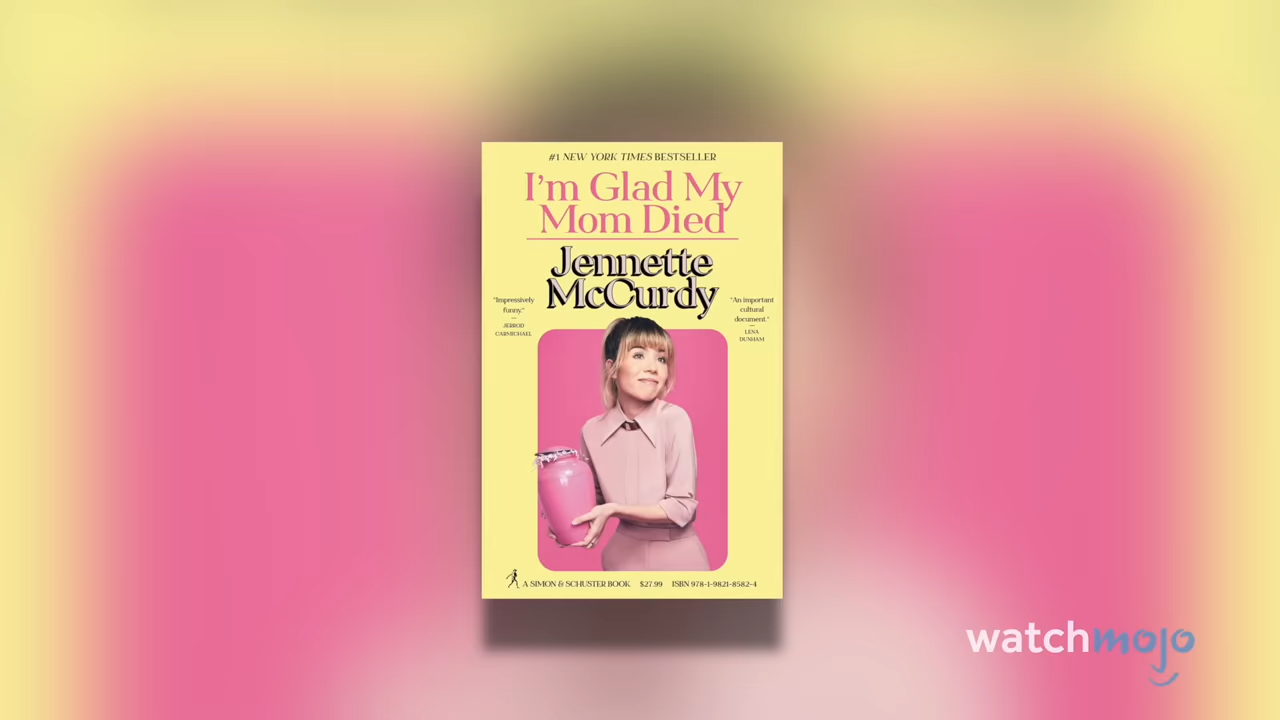 #1 NEW YORK TIMES BESTSELLER
I'm Glad My
Mom Died
Jennette
McCurdy
"Impressively
funny."
—
JERROD
CARMICHAEL
"An important
cultural
document."
—
LENA
DUNHAM
A SIMON & SCHUSTER BOOK $27.99 ISBN 978-1-9821-8582-4
watchmojo